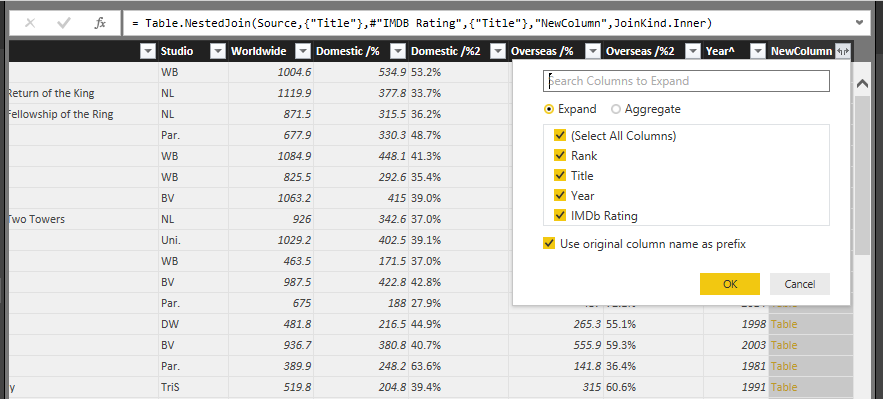 = Table.NestedJoin(Source,{"Title"},#"IMDB Rating",{"Title"},"NewColumn",JoinKind.Inner)
Studio Worldwide Domestic /% Domestic /%2 Overseas /% Overseas /%2 Year^ NewColumn
WB 1004.6 534.9 53.2%
Return of the King NL 1119.9 377.8 33.7%
Fellowship of the Ring NL 871.5 315.5 36.2%
Par. 677.9 330.3 48.7%
WB 1084.9 448.1 41.3%
WB 825.5 292.6 35.4%
BV 1063.2 415 39.0%
Two Towers NL 926 342.6 37.0%
Uni. 1029.2 402.5 39.1%
WB 463.5 171.5 37.0%
BV 987.5 422.8 42.8%
Par. 675 188 27.9%
DW 481.8 216.5 44.9% 265.3 55.1% 1998 Table
BV 936.7 380.8 40.7% 555.9 59.3% 2003 Table
Par. 389.9 248.2 63.6% 141.8 36.4% 1981 Table
y TriS 519.8 204.8 39.4% 315 60.6% 1991 Table
Search Columns to Expand
Expand Aggregate
(Select All Columns)
Rank
Title
Year
IMDb Rating
Use original column name as prefix
OK Cancel